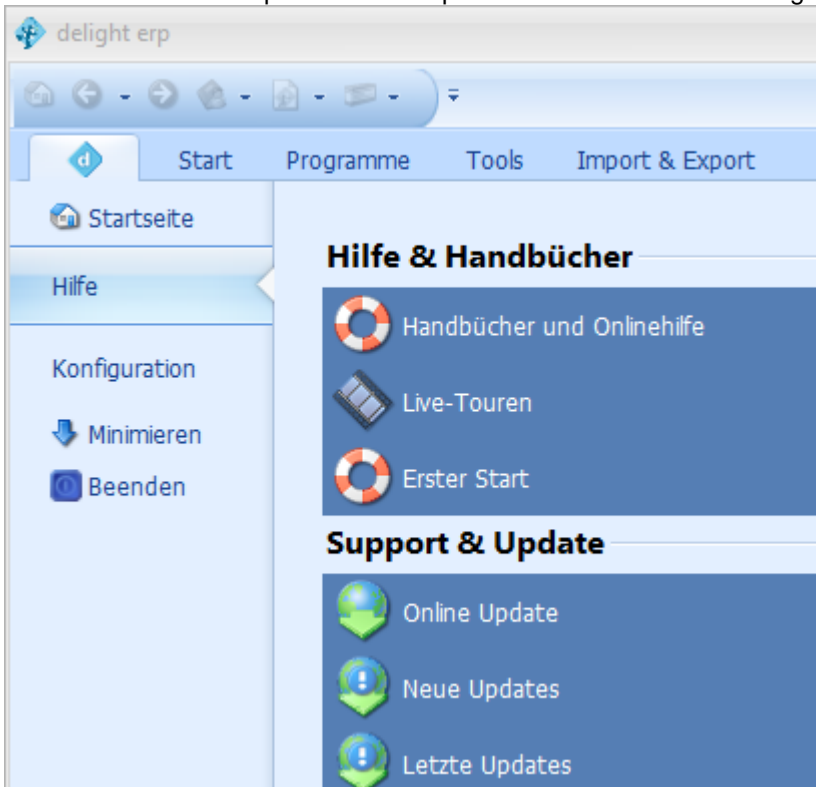 delight erp
d Start Programme Tools Import & Export
Startseite
Hilfe
Konfiguration
Minimieren
Beenden
Hilfe & Handbücher
Handbücher und Onlinehilfe
Live-Touren
Erster Start
Support & Update
Online Update
Neue Updates
Letzte Updates